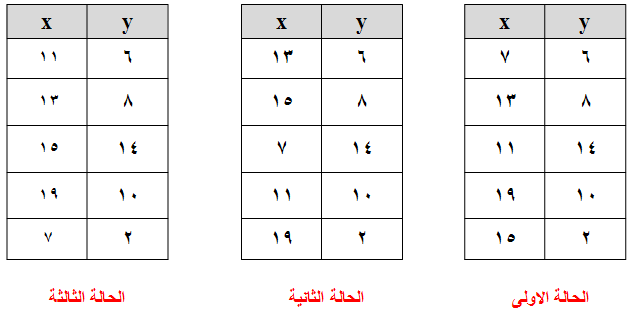 x y
٧ ٦
١٣ ٨
١١ ١٤
١٩ ١٠
١٥ ٢
الحالة الاولى
x y
١٣ ٦
١٥ ٨
٧ ١٤
١١ ١٠
١٩ ٢
الحالة الثانية
x y
١١ ٦
١٣ ٨
١٥ ١٤
١٩ ١٠
٧ ٢
الحالة الثالثة